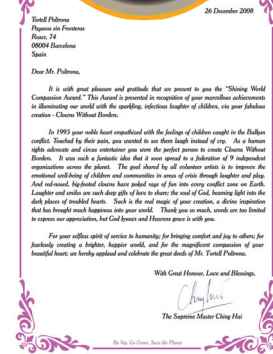 26 December 2008
Tortell Poltrona
Payasos sin Fronteras
Roser, 74
08004 Barcelona
Spain
Dear Mr. Poltrona,
It is with great pleasure and gratitude that we present to you the "Shining World
Compassion Award." This Award is presented in recognition of your marvellous achievements
in illuminating our world with the sparkling, infectious laughter of children, via your fabulous
creation - Clowns Without Borders.
In 1993 your noble heart empathized with the feelings of children caught in the Balkan
conflict. Touched by their pain, you wanted to see them laugh instead of cry. As a human
rights advocate and circus entertainer you were the perfect person to create Clowns Without
Borders. It was such a fantastic idea that it soon spread to a federation of 9 independent
organizations across the planet. The goal shared by all volunteer artists is to improve the
emotional well-being of children and communities in areas of crisis through laughter and play.
And red-nosed, big-footed clowns have poked rays of fun into every conflict zone on Earth.
Laughter and smiles are such deep gifts of love to share; the soul of God, beaming light into the
dark places of troubled hearts. Such is the real magic of your creation, a divine inspiration
that has brought much happiness into your world. Thank you so much, words are too limited
to express our appreciation, but God knows and Heavens grace is with you.
For your selfless spirit of service to humanity; for bringing comfort and joy to others; for
fearlessly creating a brighter, happier world, and for the magnificent compassion of your
beautiful heart; we hereby applaud and celebrate the great deeds of Mr. Tortell Poltrona.
With Great Honour, Love and Blessings,
The Supreme Master Ching Hai
Be Veg, Go Green, Save the Planet